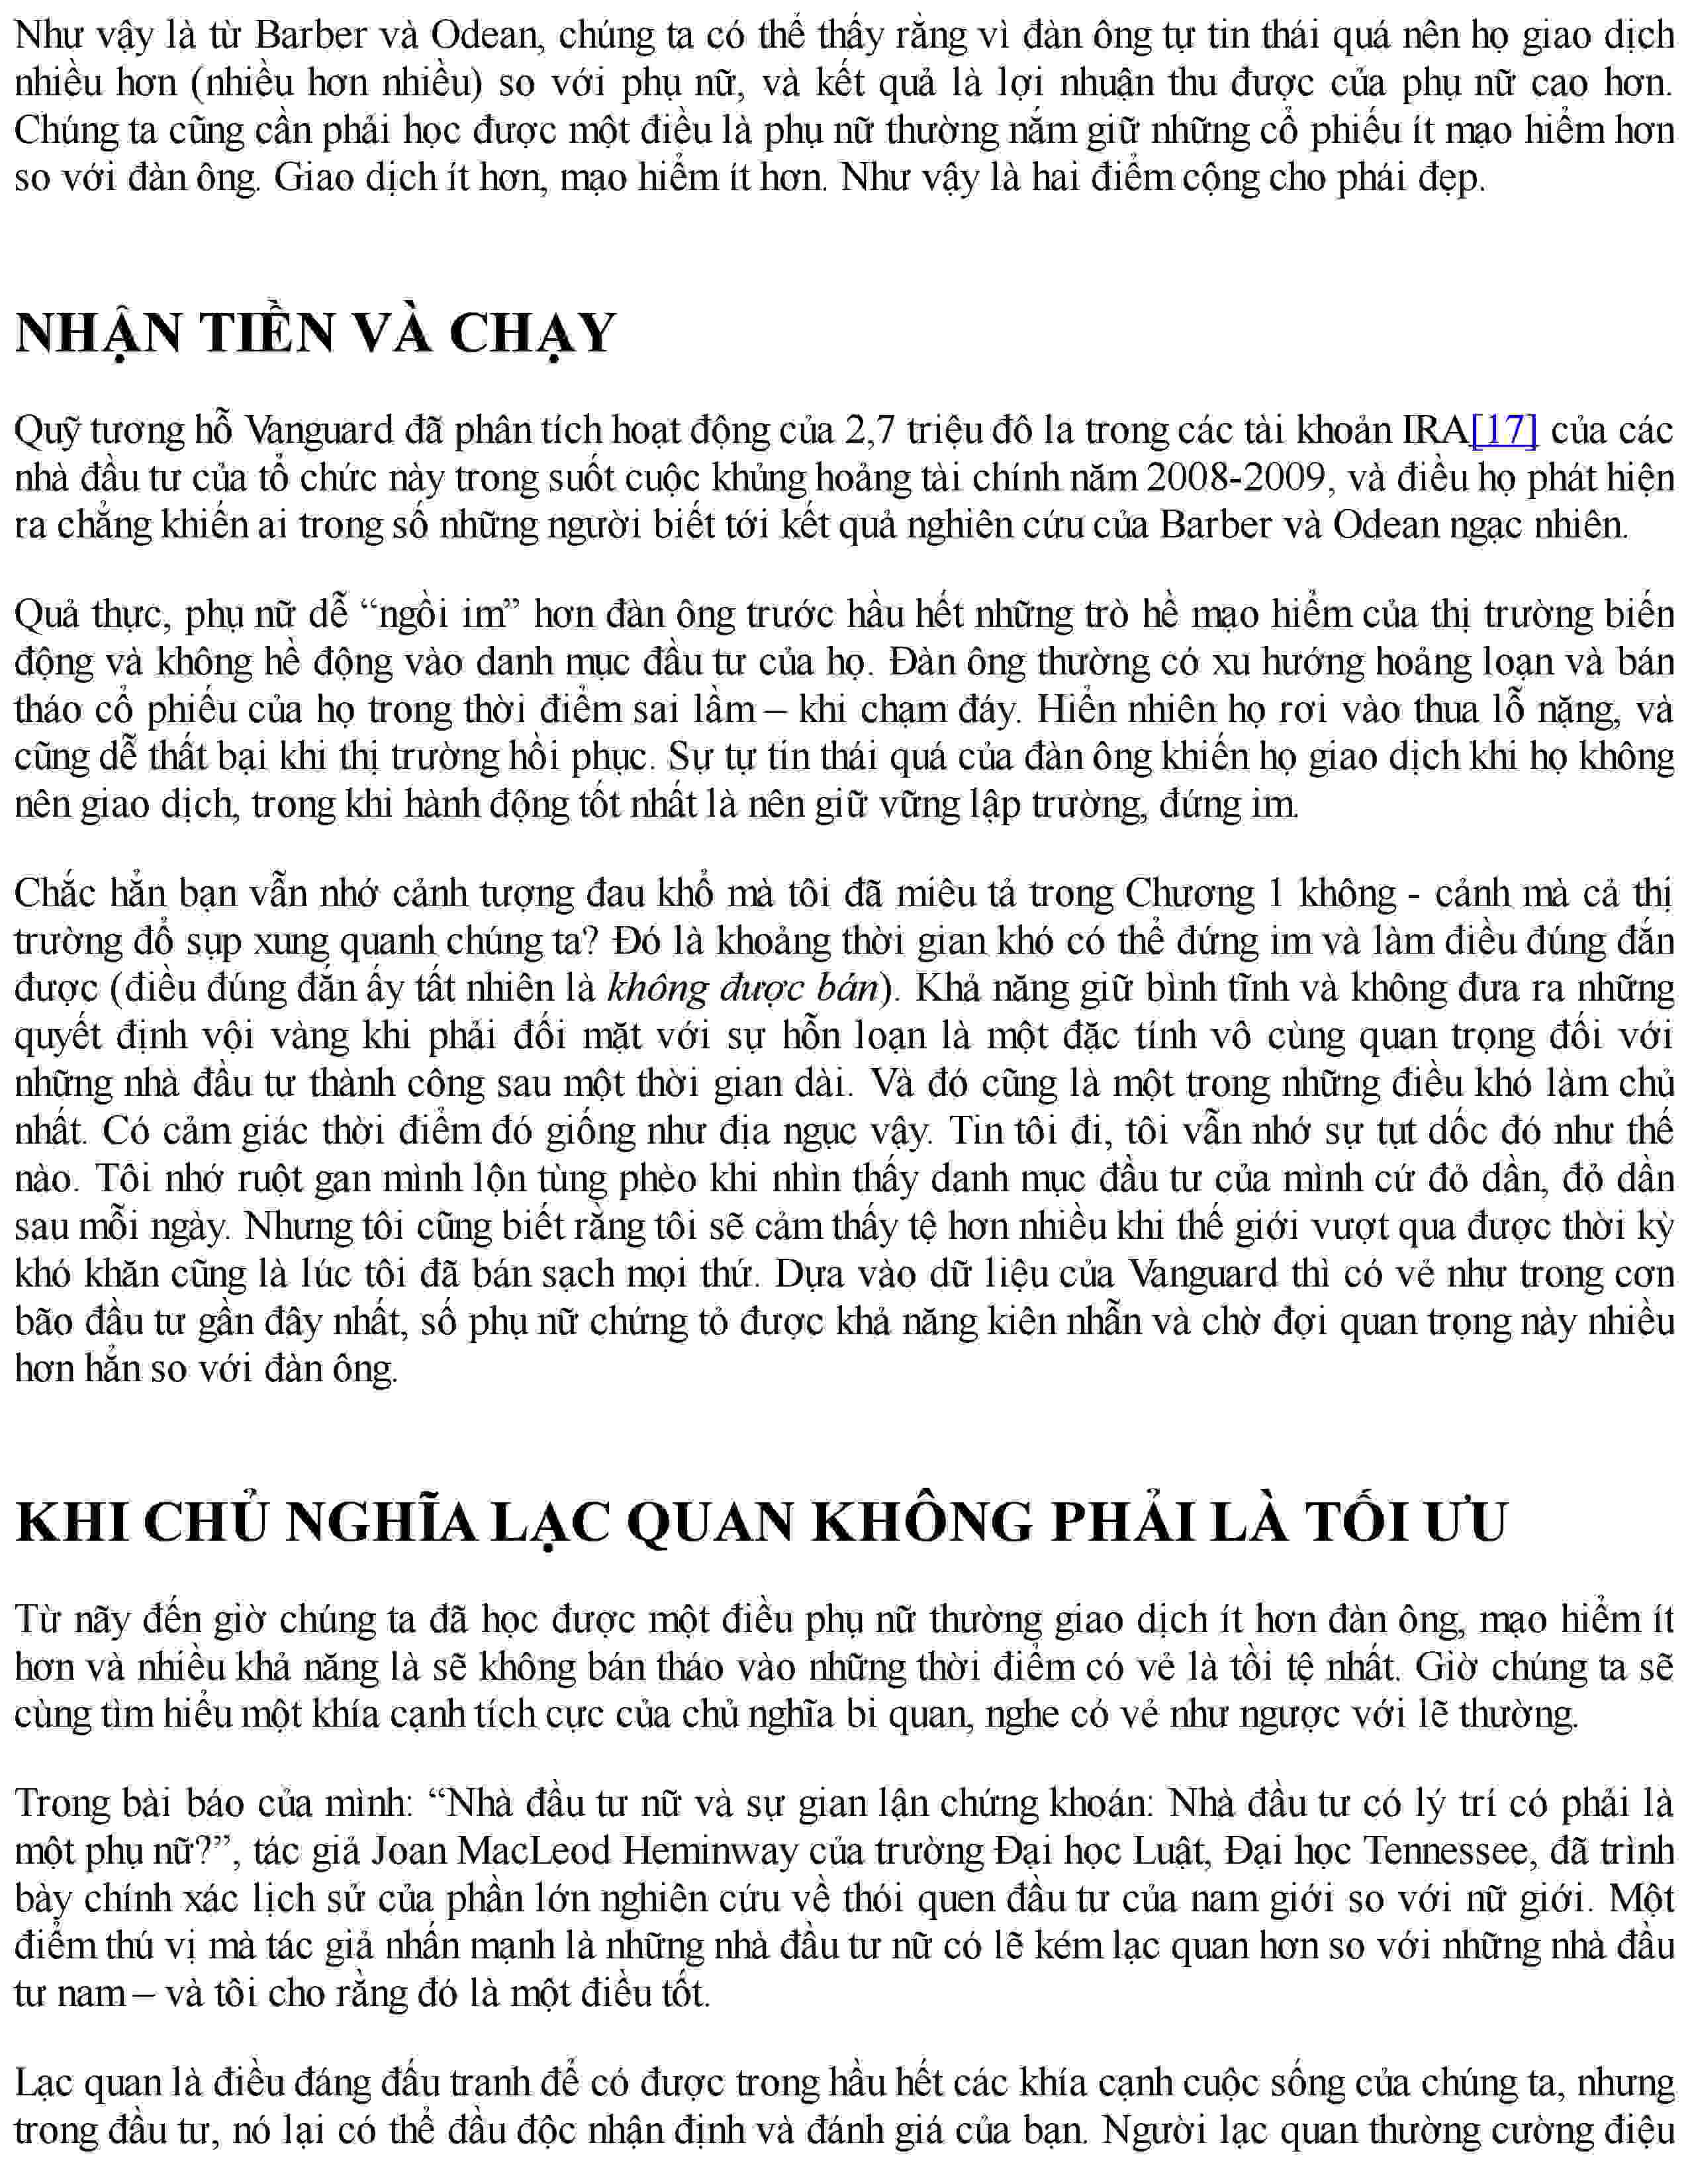 Như vậy là từ Barber và Odean, chúng ta có thể thấy rằng vì đàn ông tự tin thái quá nên họ giao dịch
nhiều hơn (nhiều hơn nhiều) so với phụ nữ, và kết quả là lợi nhuận thu được của phụ nữ cao hơn.
Chúng ta cũng cần phải học được một điều là phụ nữ thường nắm giữ những cổ phiếu ít mạo hiểm hơn
so với đàn ông. Giao dịch ít hơn, mạo hiểm ít hơn. Như vậy là hai điểm cộng cho phái đẹp.
NHẬN TIỀN VÀ CHẠY
Quỹ tương hỗ Vanguard đã phân tích hoạt động của 2,7 triệu đô la trong các tài khoản IRA[17] của các
nhà đầu tư của tổ chức này trong suốt cuộc khủng hoảng tài chính năm 2008-2009, và điều họ phát hiện
ra chẳng khiến ai trong số những người biết tới kết quả nghiên cứu của Barber và Odean ngạc nhiên.
Quả thực, phụ nữ dễ “ngồi im” hơn đàn ông trước hầu hết những trò hề mạo hiểm của thị trường biến
động và không hề động vào danh mục đầu tư của họ. Đàn ông thường có xu hướng hoảng loạn và bán
tháo cổ phiếu của họ trong thời điểm sai lầm – khi chạm đáy. Hiển nhiên họ rơi vào thua lỗ nặng, và
cũng dễ thất bại khi thị trường hồi phục. Sự tự tin thái quá của đàn ông khiến họ giao dịch khi họ không
nên giao dịch, trong khi hành động tốt nhất là nên giữ vững lập trường, đứng im.
Chắc hẳn bạn vẫn nhớ cảnh tượng đau khổ mà tôi đã miêu tả trong Chương 1 không - cảnh mà cả thị
trường đổ sụp xung quanh chúng ta? Đó là khoảng thời gian khó có thể đứng im và làm điều đúng đắn
được (điều đúng đắn ấy tất nhiên là không được bán). Khả năng giữ bình tĩnh và không đưa ra những
quyết định vội vàng khi phải đối mặt với sự hỗn loạn là một đặc tính vô cùng quan trọng đối với
những nhà đầu tư thành công sau một thời gian dài. Và đó cũng là một trong những điều khó làm chủ
nhất. Có cảm giác thời điểm đó giống như địa ngục vậy. Tin tôi đi, tôi vẫn nhớ sự tụt dốc đó như thế
nào. Tôi nhớ ruột gan mình lộn tùng phèo khi nhìn thấy danh mục đầu tư của mình cứ đỏ dần, đỏ dần
sau mỗi ngày. Nhưng tôi cũng biết rằng tôi sẽ cảm thấy tệ hơn nhiều khi thế giới vượt qua được thời kỳ
khó khăn cũng là lúc tôi đã bán sạch mọi thứ. Dựa vào dữ liệu của Vanguard thì có vẻ như trong cơn
bão đầu tư gần đây nhất, số phụ nữ chứng tỏ được khả năng kiên nhẫn và chờ đợi quan trọng này nhiều
hơn hẳn so với đàn ông.
KHI CHỦ NGHĨA LẠC QUAN KHÔNG PHẢI LÀ TỐI ƯU
Từ nãy đến giờ chúng ta đã học được một điều phụ nữ thường giao dịch ít hơn đàn ông, mạo hiểm ít
hơn và nhiều khả năng là sẽ không bán tháo vào những thời điểm có vẻ là tồi tệ nhất. Giờ chúng ta sẽ
cùng tìm hiểu một khía cạnh tích cực của chủ nghĩa bi quan, nghe có vẻ như ngược với lẽ thường.
Trong bài báo của mình: “Nhà đầu tư nữ và sự gian lận chứng khoán: Nhà đầu tư có lý trí có phải là
một phụ nữ?”, tác giả Joan MacLeod Heminway của trường Đại học Luật, Đại học Tennessee, đã trình
bày chính xác lịch sử của phần lớn nghiên cứu về thói quen đầu tư của nam giới so với nữ giới. Một
điểm thú vị mà tác giả nhấn mạnh là những nhà đầu tư nữ có lẽ kém lạc quan hơn so với những nhà đầu
tư nam – và tôi cho rằng đó là một điều tốt.
Lạc quan là điều đáng đấu tranh để có được trong hầu hết các khía cạnh cuộc sống của chúng ta, nhưng
trong đầu tư, nó lại có thể đầu độc nhận định và đánh giá của bạn. Người lạc quan thường cường điệu